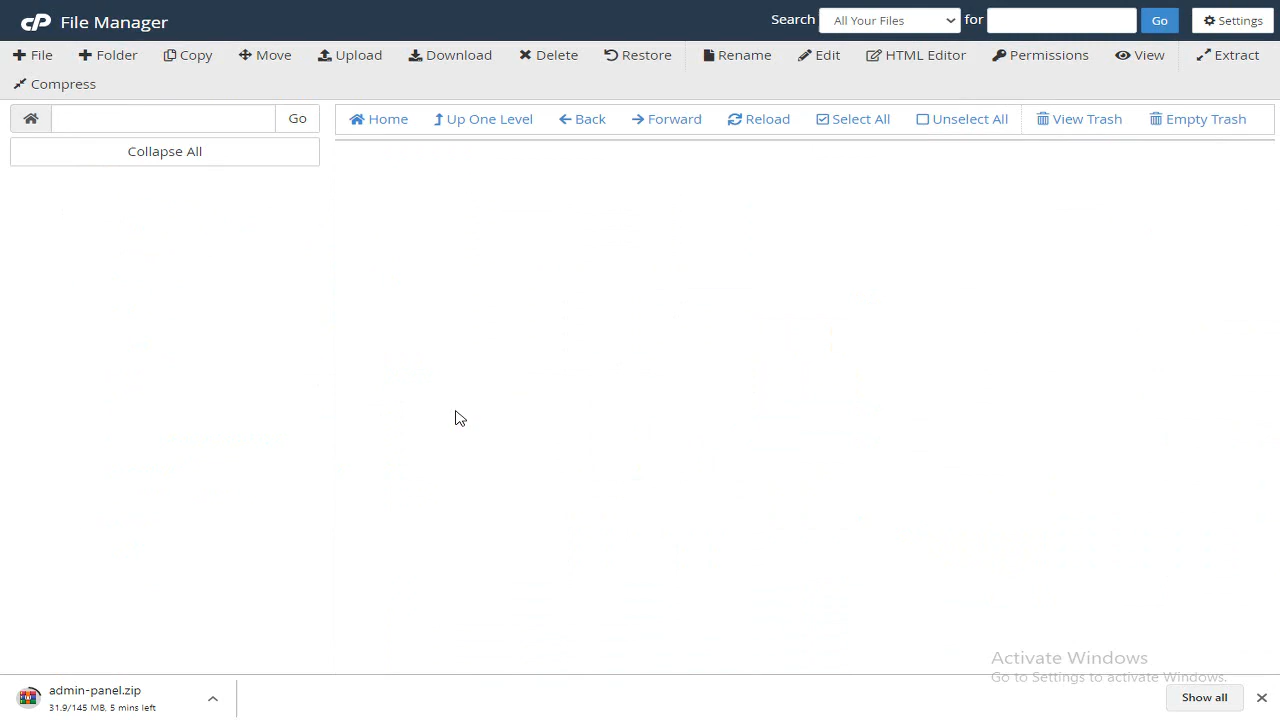 cP File Manager
Search All Your Files for Go Settings
File Folder Copy Move Upload Download Delete Restore Rename Edit HTML Editor Permissions View Extract
Compress
Go Home Up One Level Back Forward Reload Select All Unselect All View Trash Empty Trash
Collapse All
Activate Windows
Go to Settings to activate Windows.
admin-panel.zip
31.9/145 MB, 5 mins left
Show all